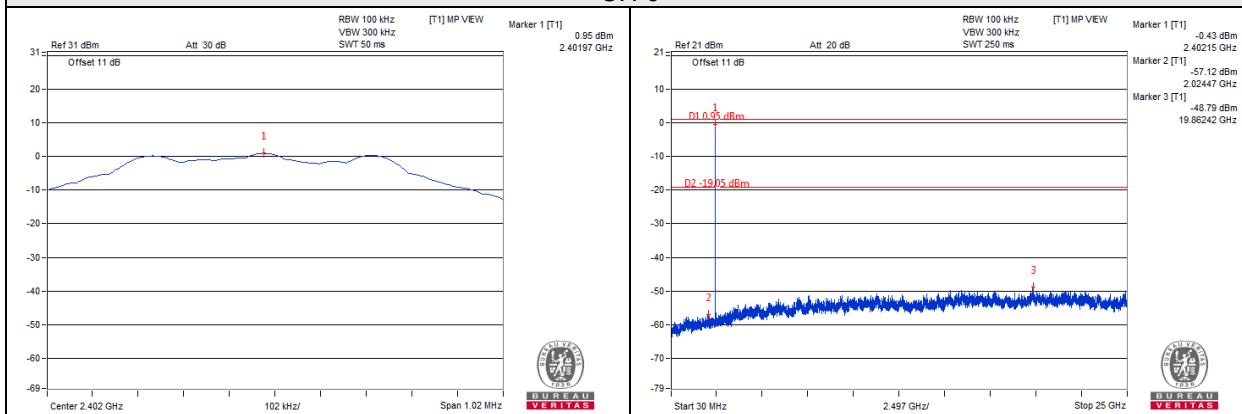 RBW 100 kHz [T1] MP VIEW
VBW 300 kHz
Ref 31 dBm Att 30 dB SWT 50 ms
Marker 1 [T1]
0.95 dBm
2.40197 GHz
Offset 11 dB
31
20
10
0
-10
-20
-30
-40
-50
-60
-69
1
Center 2.402 GHz 102 kHz/ Span 1.02 MHz
BUREAU VERITAS
1828
BUREAU
VERITAS
RBW 100 kHz [T1] MP VIEW
VBW 300 kHz
Ref 21 dBm Att 20 dB SWT 250 ms
Marker 1 [T1]
-0.43 dBm
2.40215 GHz
Marker 2 [T1]
-57.12 dBm
2.02447 GHz
Marker 3 [T1]
-48.79 dBm
19.86242 GHz
Offset 11 dB
21
10
0
-10
-20
-30
-40
-50
-60
-70
-79
1
D1 0.95 dBm
D2 -19.05 dBm
2
3
Start 30 MHz 2.497 GHz/ Stop 25 GHz
BUREAU VERITAS
1828
BUREAU
VERITAS